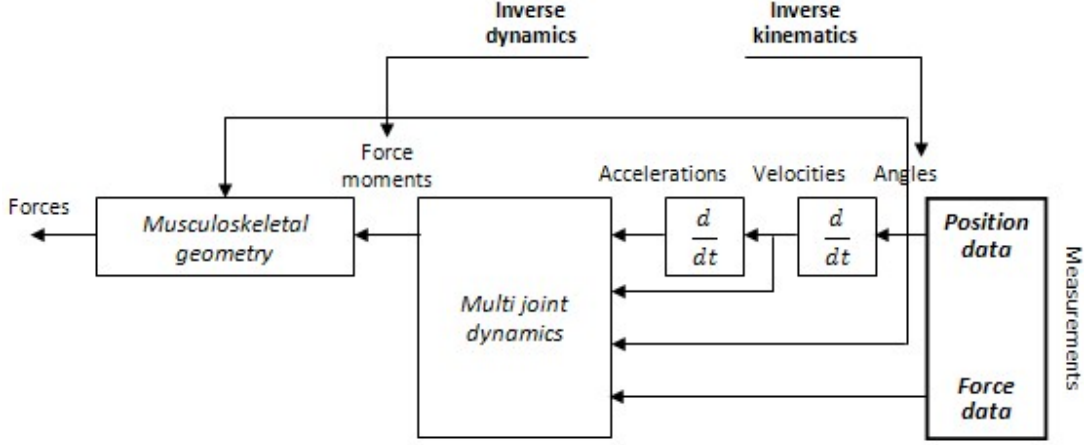 Inverse
dynamics
Inverse
kinematics
Force
moments
Accelerations
Velocities
Angles
Forces
Musculoskeletal
geometry
d
dt
d
dt
Position
data
Multi joint
dynamics
Force
data
Measurements